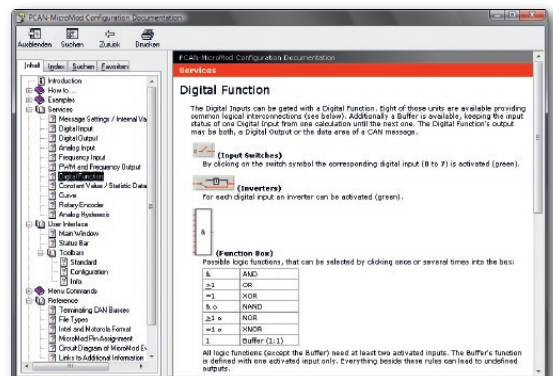 PCAN-MicroMod Configuration Documentation
Ausblenden Suchen Zurück Drucken
Inhalt Index Suchen Favoriten
Introduction
How to...
Examples
Services
Message Settings / Internal Va
Digital Input
Digital Output
Analog Input
Frequency Input
PWM and Frequency Output
Digital Function
Constant Value / Statistic Data
Curve
Rotary Encoder
Analog Hysteresis
User Interface
Main Window
Status Bar
Toolbars
Standard
Configuration
Info
Menu Commands
Reference
Terminating CAN Busses
File Types
Intel and Motorola Format
MicroMod Pin Assignment
Circuit Diagram of MicroMod Ev
Links to Additional Information
PCAN-MicroMod Configuration Documentation
Services
Digital Function
The Digital Inputs can be gated with a Digital Function. Eight of those units are available providing
common logical interconnections (see below). Additionally a Buffer is available, keeping the input
status of one Digital Input from one calculation until the next one. The Digital Function's output
may be both, a Digital Output or the data area of a CAN message.
(Input Switches)
By clicking on the switch symbol the corresponding digital input (0 to 7) is activated (green).
(Inverters)
For each digital input an inverter can be activated (green).
&
(Function Box)
Possible logic functions, that can be selected by clicking once or several times into the box:
& AND
>1 OR
=1 XOR
& o NAND
>1 o NOR
=1 o XNOR
1 Buffer (1:1)
All logic functions (except the Buffer) need at least two activated inputs. The Buffer's function
is defined with one activated input only. Everything beside these rules can lead to undefined
outputs.